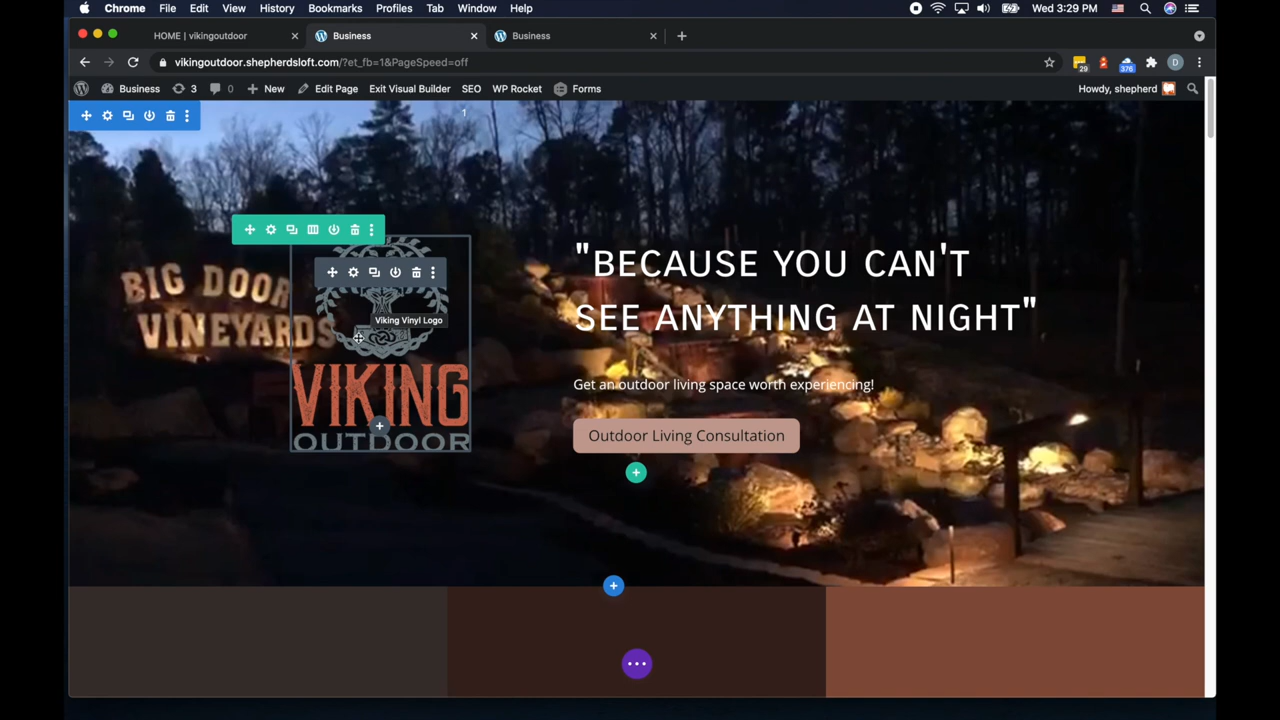 Chrome File Edit View History Bookmarks Profiles Tab Window Help Wed 3:29 PM
HOME | vikingoutdoor Business Business
vikingoutdoor.shepherdsloft.com/?et_fb=1&PageSpeed=off 29 376 D
Business 3 0 New Edit Page Exit Visual Builder SEO WP Rocket Forms Howdy, shepherd
1
BIG DOOR
VINEYARDS
Viking Vinyl Logo
VIKING
OUTDOOR
"BECAUSE YOU CAN'T
SEE ANYTHING AT NIGHT"
Get an outdoor living space worth experiencing!
Outdoor Living Consultation